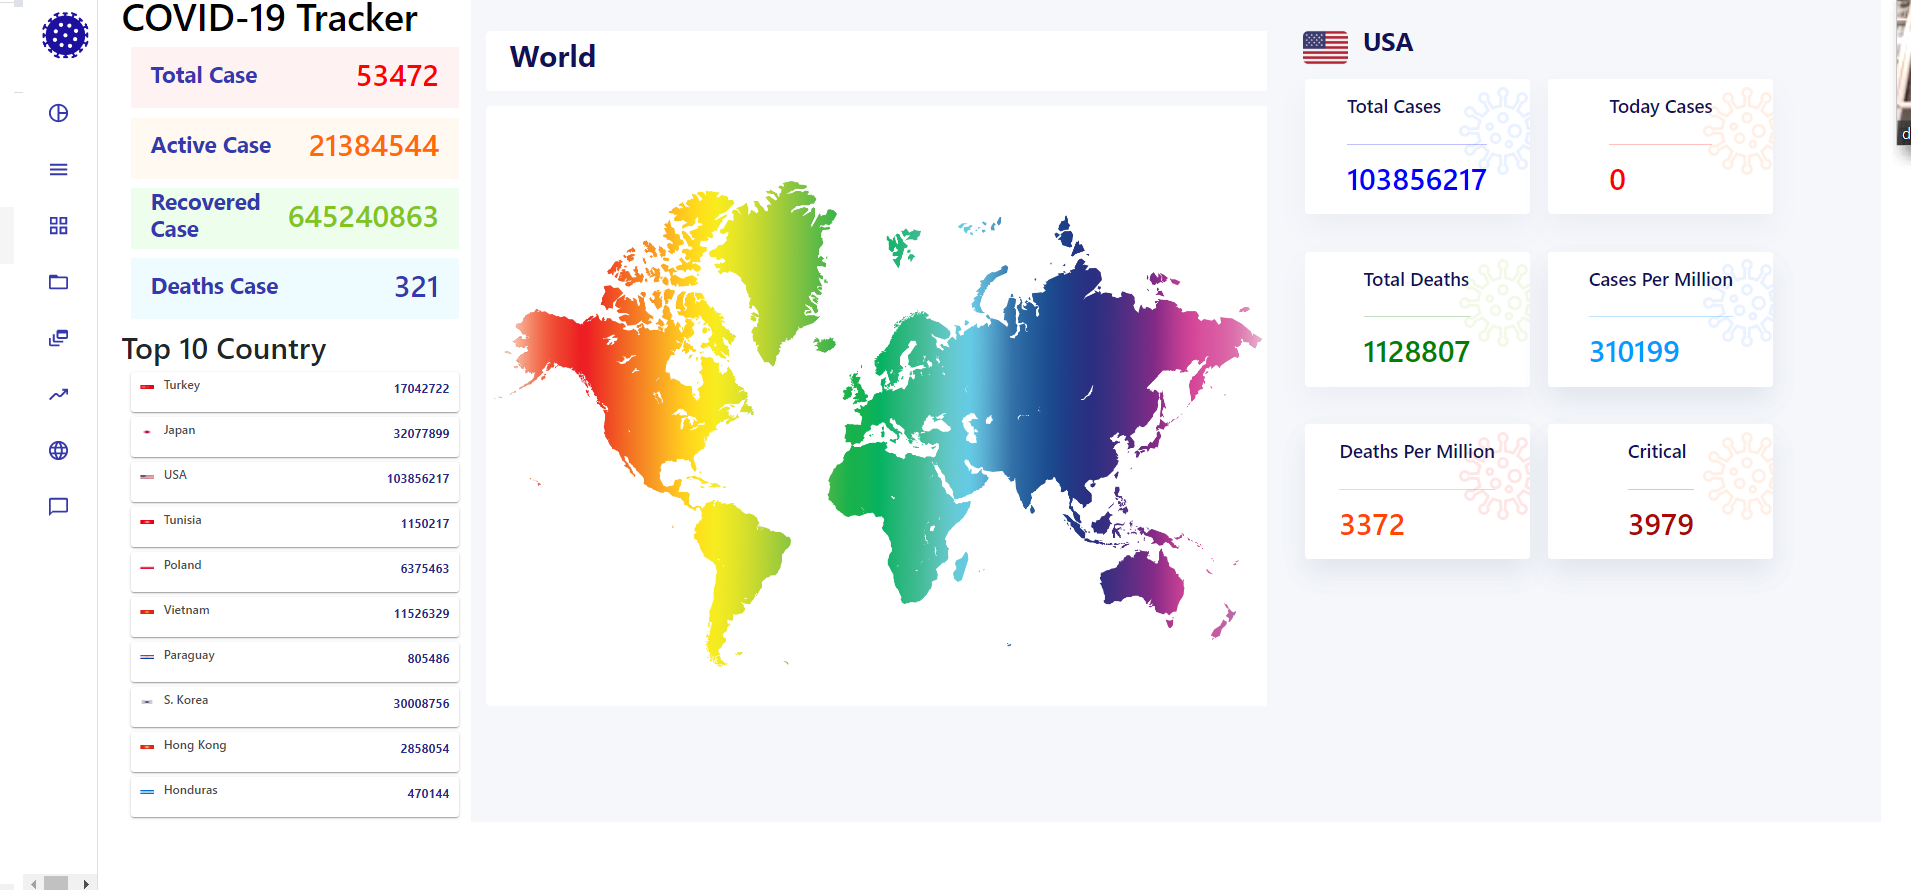 COVID-19 Tracker
Total Case 53472
Active Case 21384544
Recovered
Case 645240863
Deaths Case 321
Top 10 Country
Turkey 17042722
Japan 32077899
USA 103856217
Tunisia 1150217
Poland 6375463
Vietnam 11526329
Paraguay 805486
S. Korea 30008756
Hong Kong 2858054
Honduras 470144
World
USA
Total Cases
103856217
Today Cases
0
Total Deaths
1128807
Cases Per Million
310199
Deaths Per Million
3372
Critical
3979